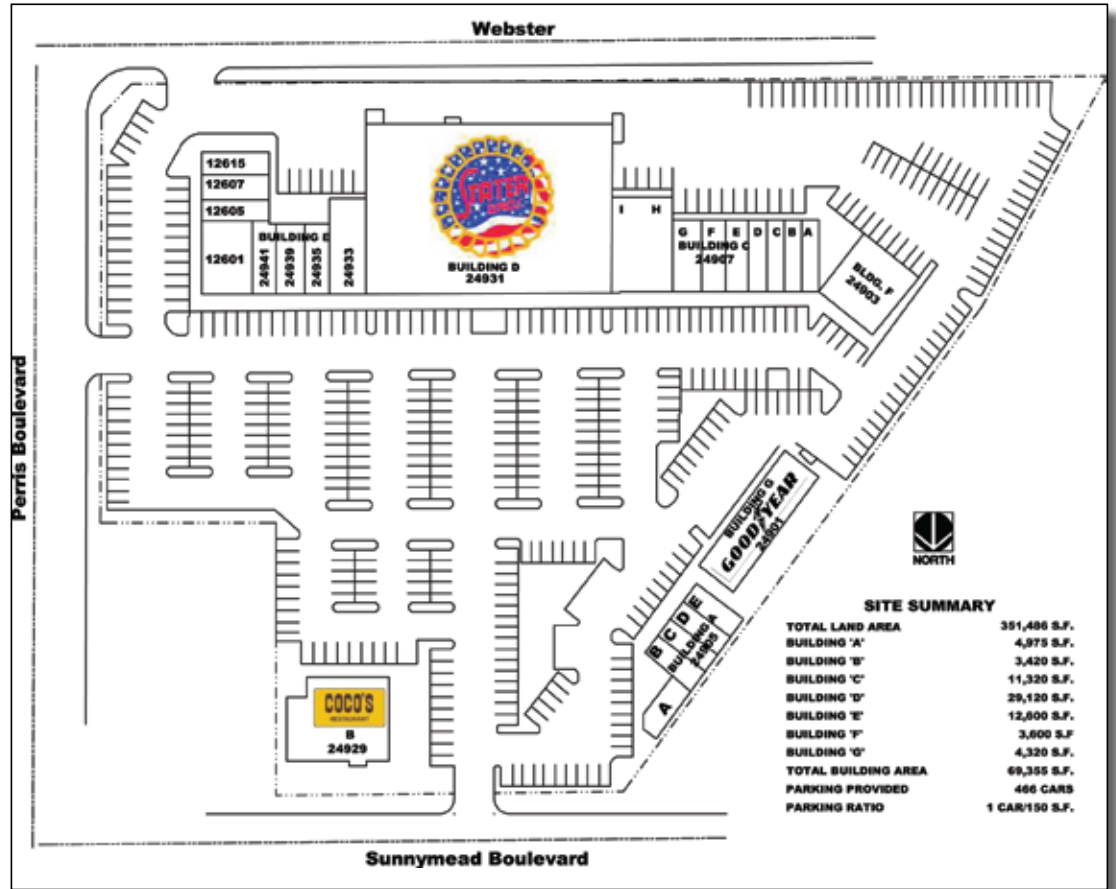 Webster
12615
12607
12605
12601
BUILDING E
24941
24939
24935
24933
STATER
BROS
BUILDING D
24931
I H
G F E D C B A
BUILDING C
24907
BLDG. F
24903
Perris Boulevard
BUILDING G
GOODYEAR
24901
B C D E
BUILDING A
24905
A
COCO'S
RESTAURANT
B
24929
NORTH
SITE SUMMARY
TOTAL LAND AREA 351,486 S.F.
BUILDING 'A' 4,975 S.F.
BUILDING 'B' 3,420 S.F.
BUILDING 'C' 11,320 S.F.
BUILDING 'D' 29,120 S.F.
BUILDING 'E' 12,600 S.F.
BUILDING 'F' 3,600 S.F
BUILDING 'G' 4,320 S.F.
TOTAL BUILDING AREA 69,355 S.F.
PARKING PROVIDED 466 CARS
PARKING RATIO 1 CAR/150 S.F.
Sunnymead Boulevard